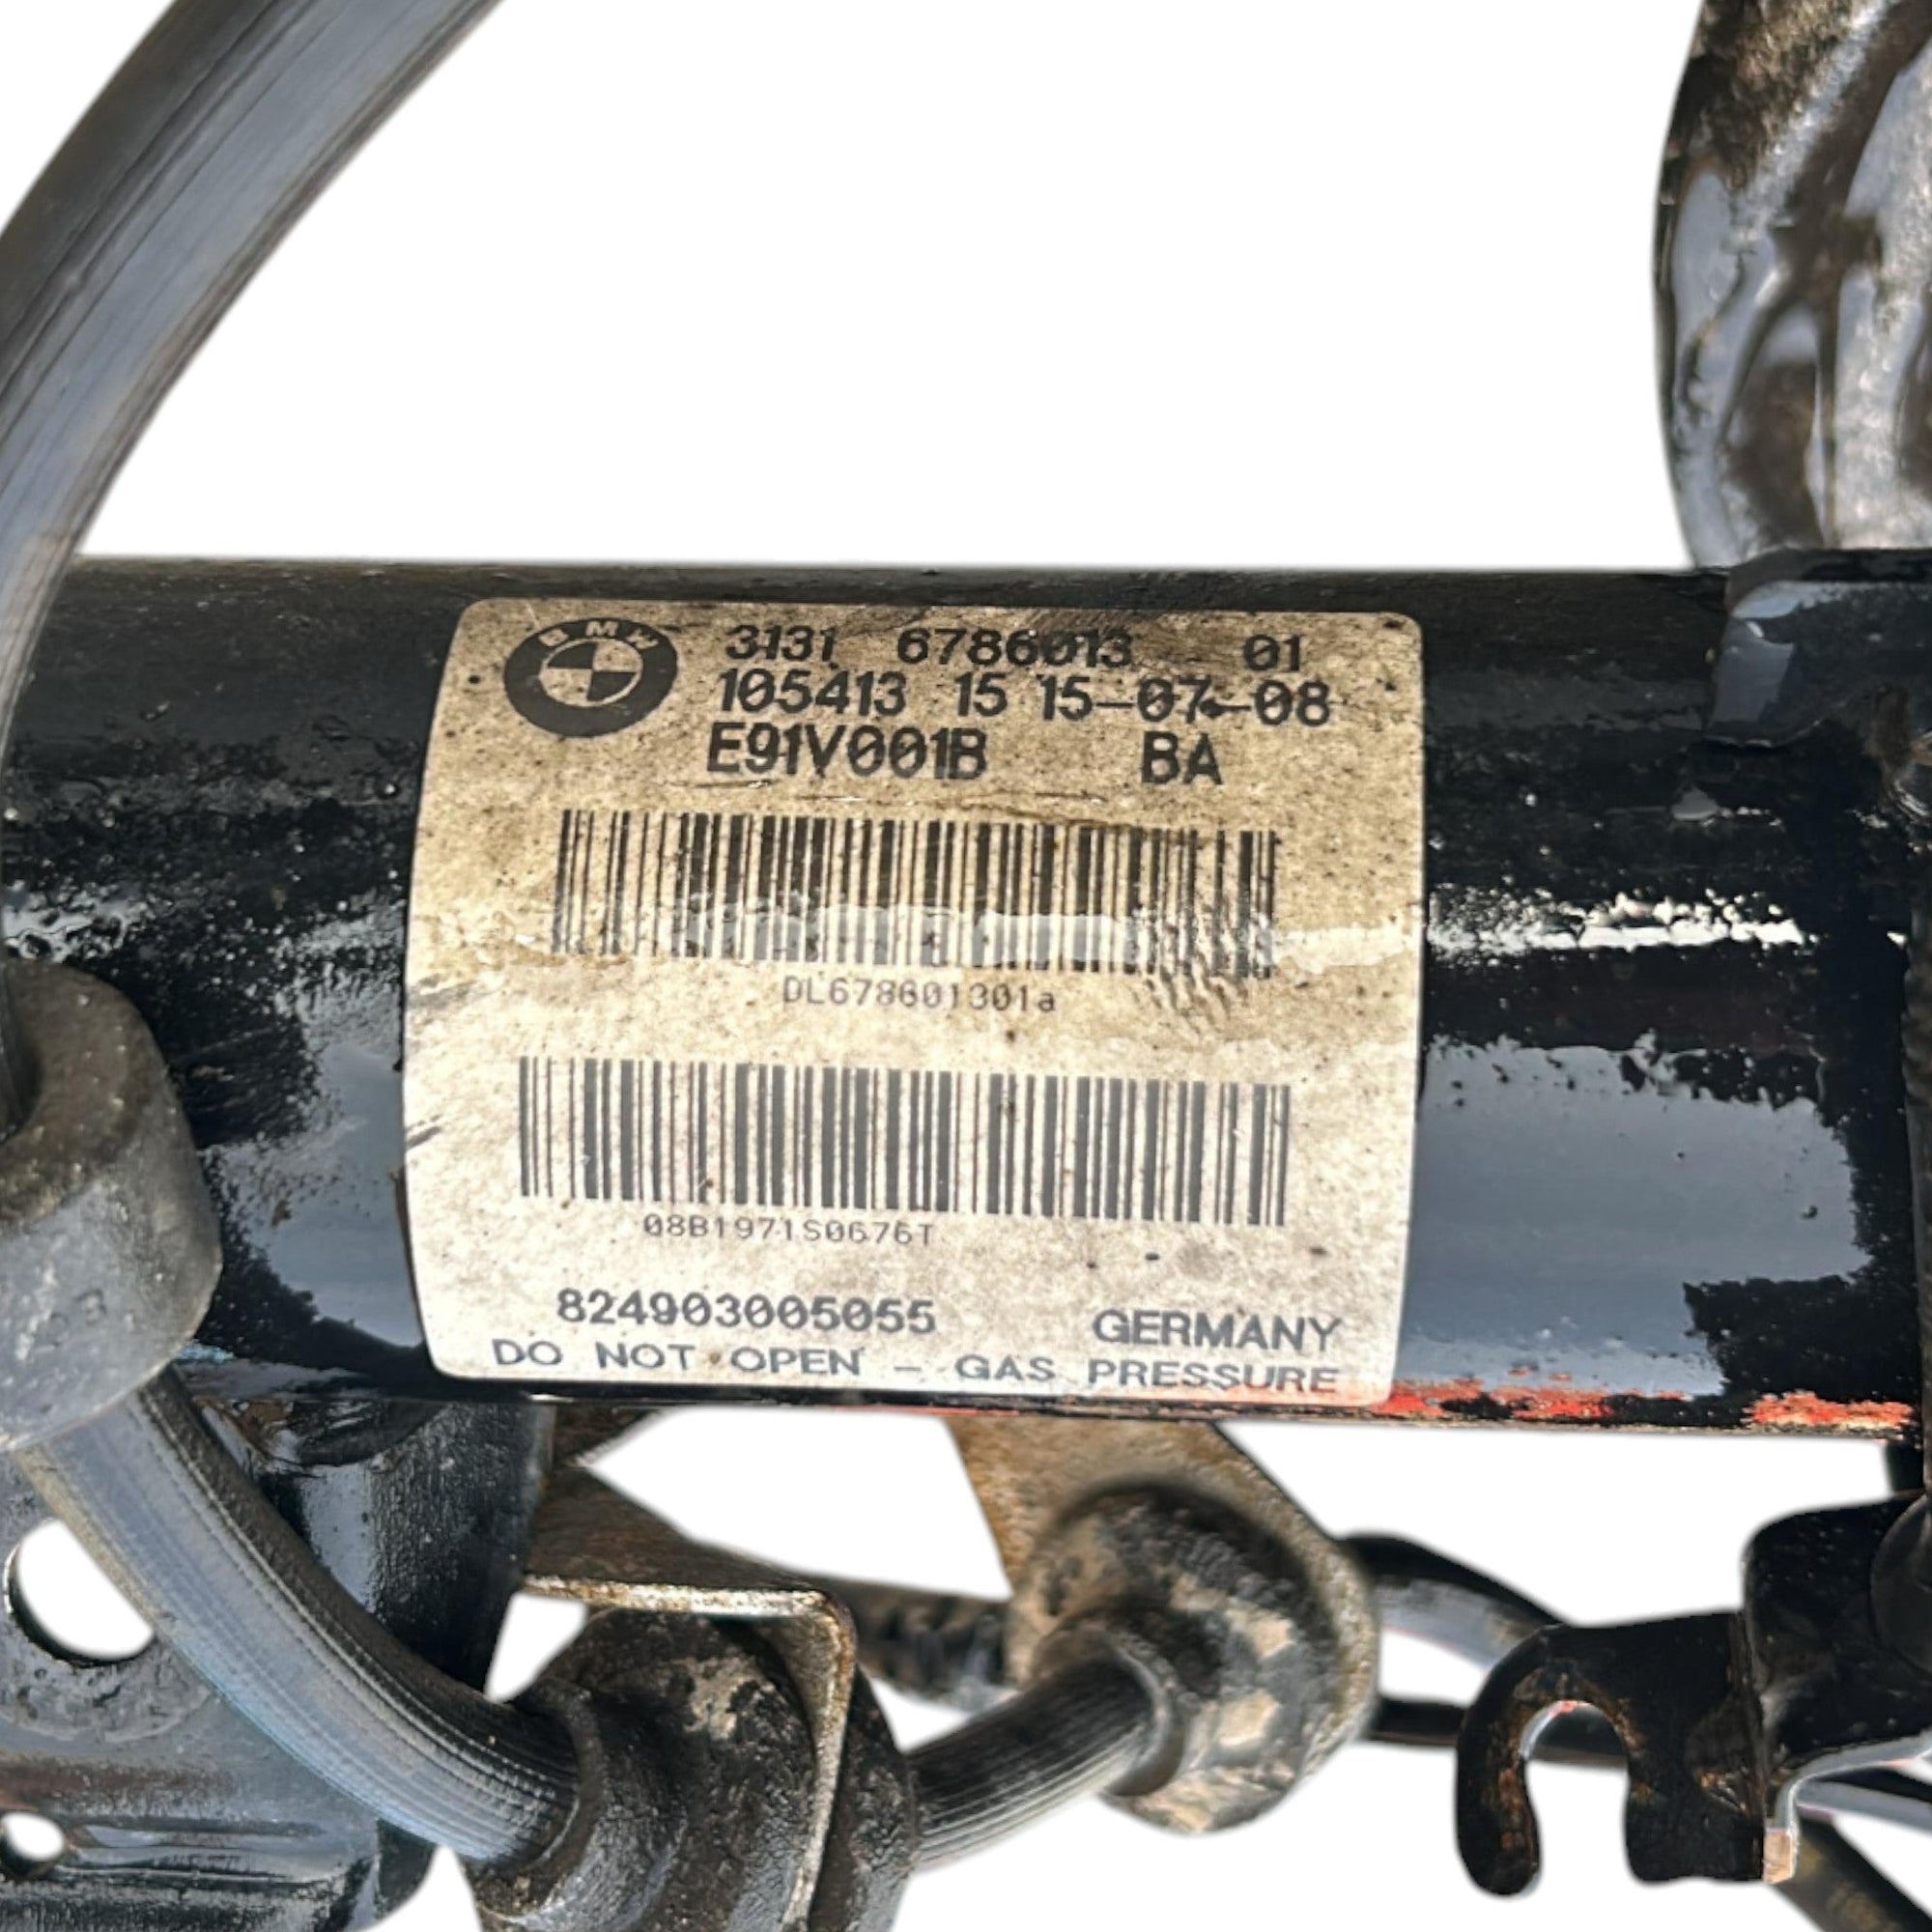 BMW
3131 6786013 01
105413 15 15-07-08
E91V001B BA
DL678601301a
08B1971S0676T
824903005055 GERMANY
DO NOT OPEN - GAS PRESSURE